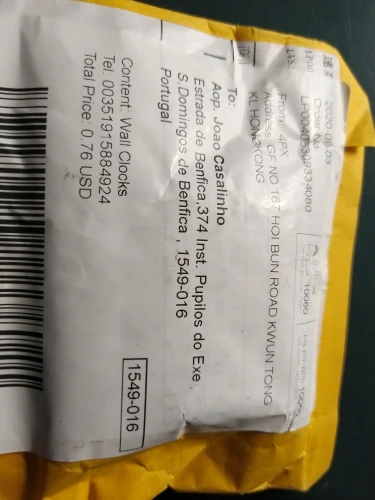 2020-08-03
Order No
LP00405309334080
From: 4PX
Address: GF NO 167 HOI BUN ROAD KWUN TONG
KL HONGKONG
To:
Aop. Joao Casalinho
Estrada de Benfica,374 Inst. Pupilos do Exe
S.Domingos de Benfica , 1549-016
Portugal
Content: Wall Clocks
Tel: 00351915884924
Total Price: 0.76 USD
1549-016